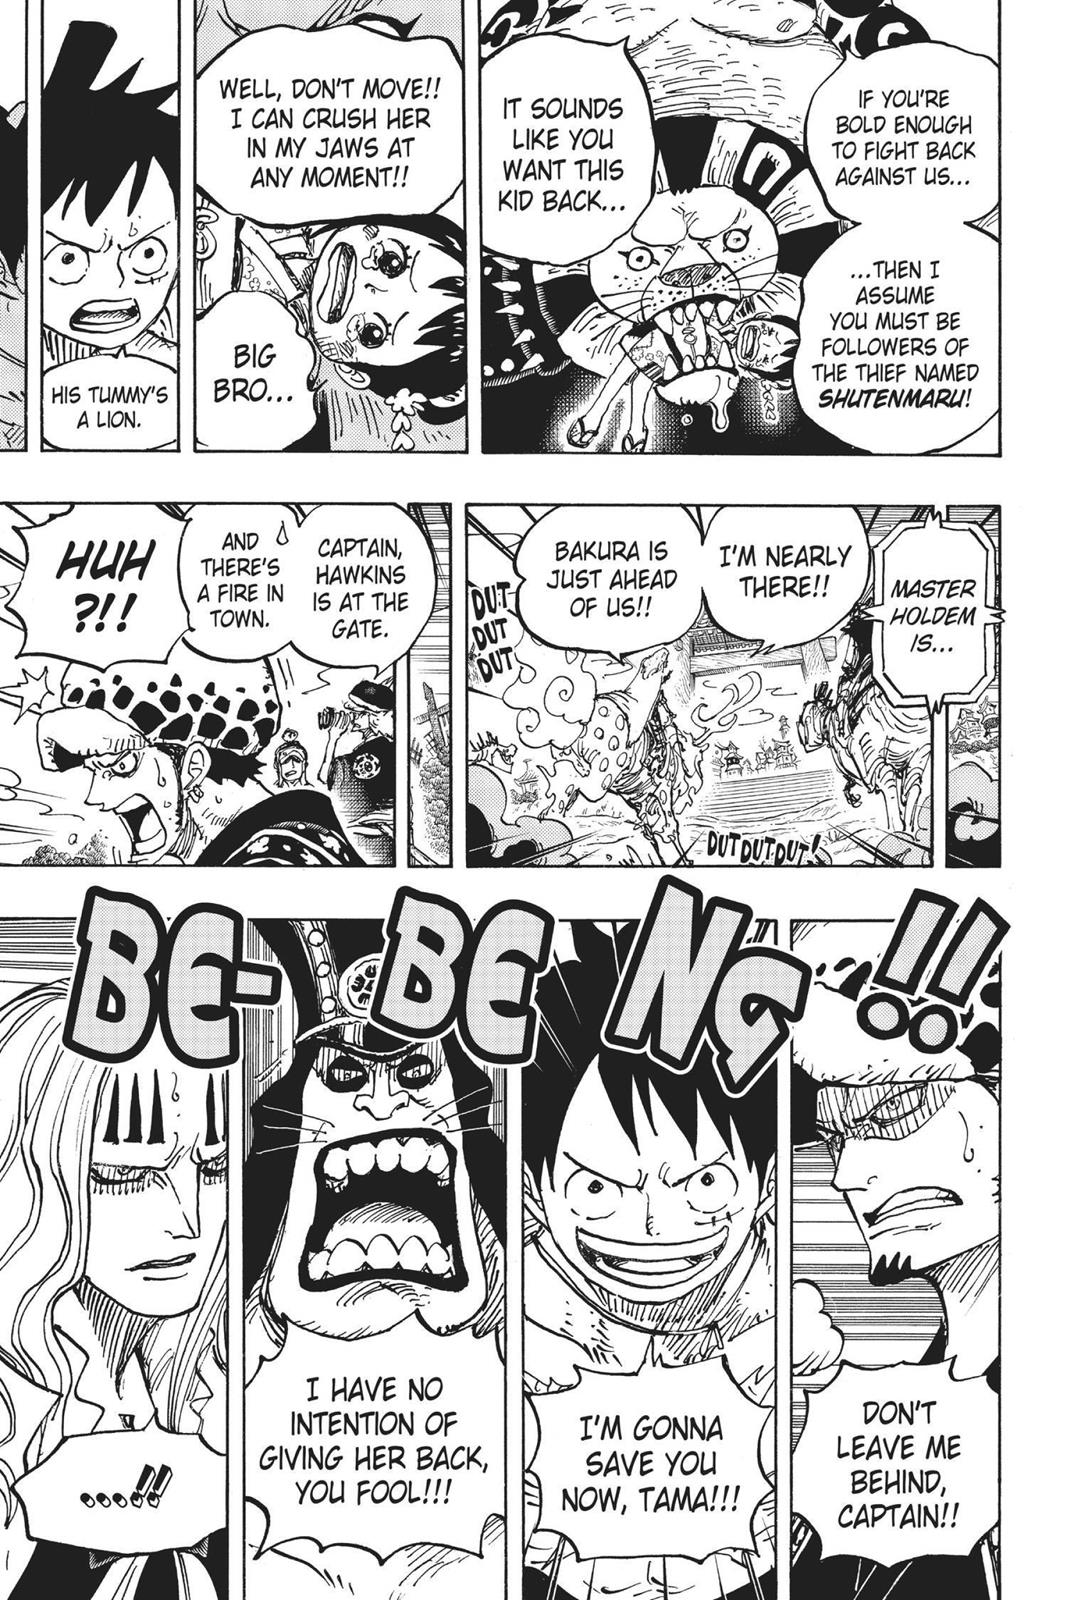 IF YOU'RE
BOLD ENOUGH
TO FIGHT BACK
AGAINST US...
...THEN I
ASSUME
YOU MUST BE
FOLLOWERS OF
THE THIEF NAMED
SHUTENMARU!
IT SOUNDS
LIKE YOU
WANT THIS
KID BACK...
WELL, DON'T MOVE!!
I CAN CRUSH HER
IN MY JAWS AT
ANY MOMENT!!
BIG
BRO...
HIS TUMMY'S
A LION.
MASTER
HOLDEM
IS...
I'M NEARLY
THERE!!
BAKURA IS
JUST AHEAD
OF US!!
DUT
DUT
DUT
DUT DUT DUT!
CAPTAIN,
HAWKINS
IS AT THE
GATE.
AND
THERE'S
A FIRE IN
TOWN.
HUH
?!!
BE-BENG!!
DON'T
LEAVE ME
BEHIND,
CAPTAIN!!
I'M GONNA
SAVE YOU
NOW, TAMA!!!
I HAVE NO
INTENTION OF
GIVING HER BACK,
YOU FOOL!!!
...!!